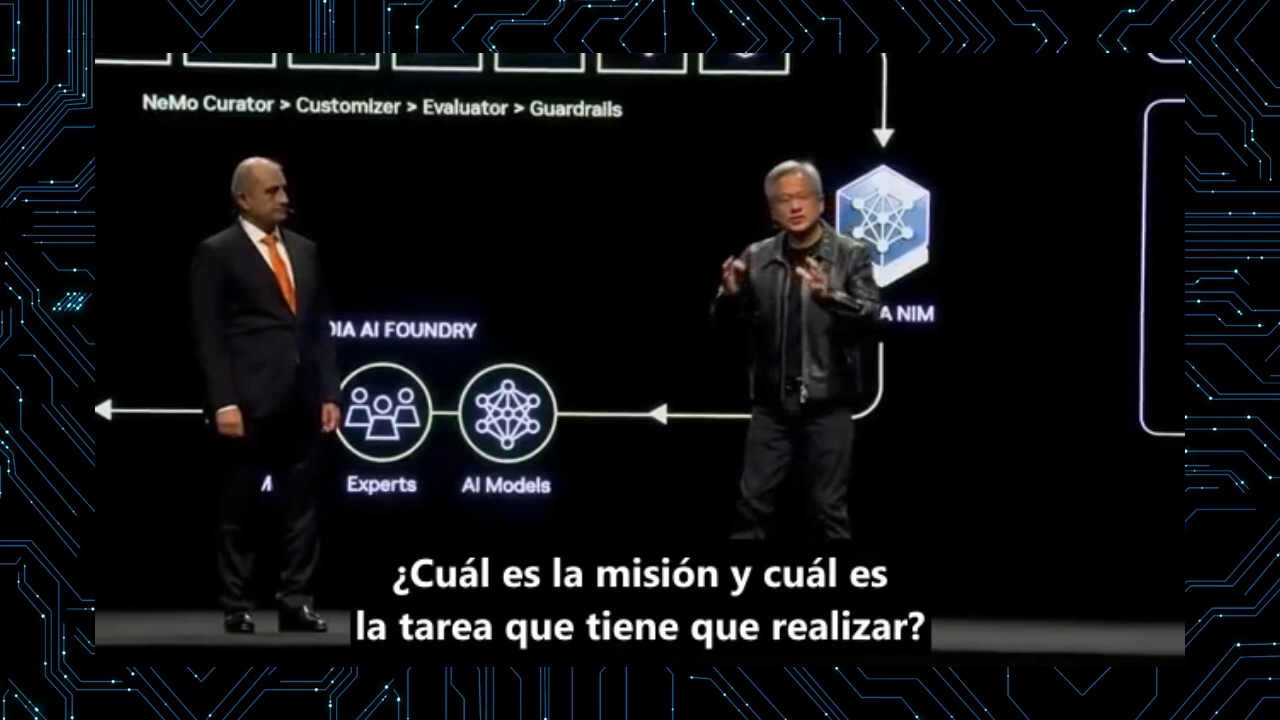 NeMo Curator > Customizer > Evaluator > Guardrails
A NIM
DIA AI FOUNDRY
Experts
AI Models
¿Cuál es la misión y cuál es
la tarea que tiene que realizar?